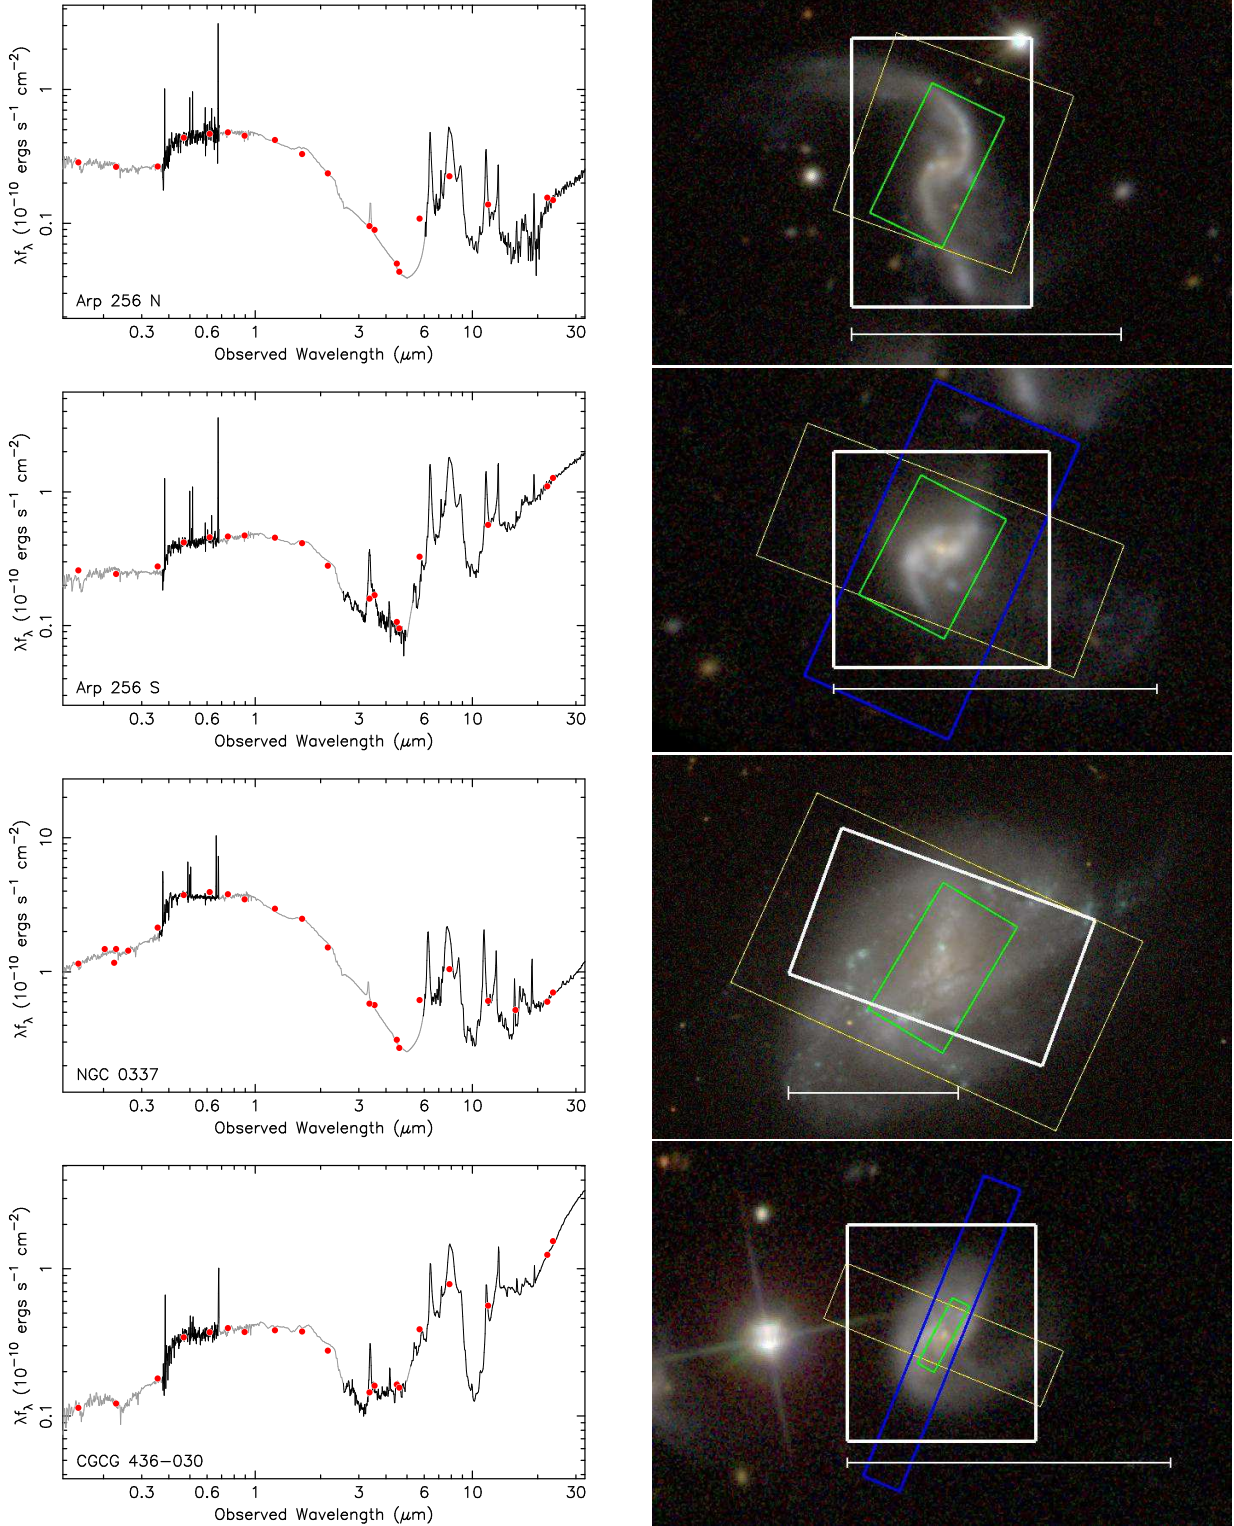 λf_λ (10⁻¹⁰ ergs s⁻¹ cm⁻²)
1
0.1
Arp 256 N
0.3 0.6 1 3 6 10 30
Observed Wavelength (μm)
λf_λ (10⁻¹⁰ ergs s⁻¹ cm⁻²)
1
0.1
Arp 256 S
0.3 0.6 1 3 6 10 30
Observed Wavelength (μm)
λf_λ (10⁻¹⁰ ergs s⁻¹ cm⁻²)
10
1
NGC 0337
0.3 0.6 1 3 6 10 30
Observed Wavelength (μm)
λf_λ (10⁻¹⁰ ergs s⁻¹ cm⁻²)
1
0.1
CGCG 436−030
0.3 0.6 1 3 6 10 30
Observed Wavelength (μm)